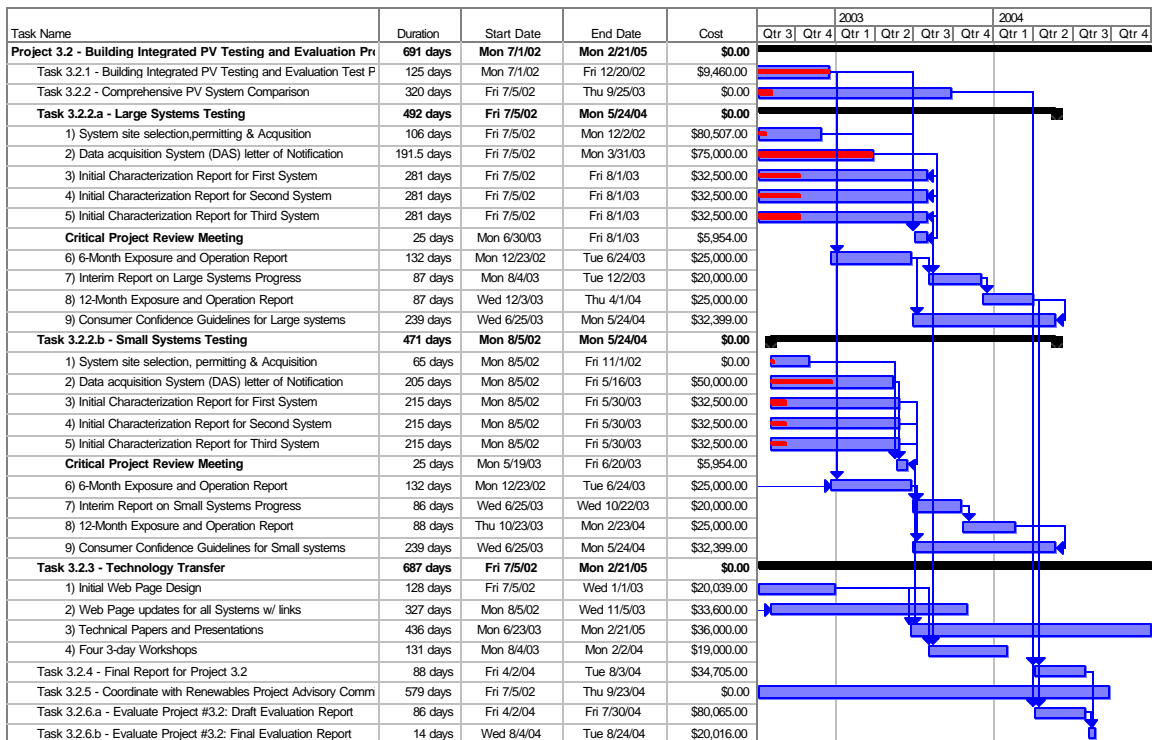 2003 2004
Task Name Duration Start Date End Date Cost Qtr 3 Qtr 4 Qtr 1 Qtr 2 Qtr 3 Qtr 4 Qtr 1 Qtr 2 Qtr 3 Qtr 4
Project 3.2 - Building Integrated PV Testing and Evaluation Pr 691 days Mon 7/1/02 Mon 2/21/05 $0.00
Task 3.2.1 - Building Integrated PV Testing and Evaluation Test P 125 days Mon 7/1/02 Fri 12/20/02 $9,460.00
Task 3.2.2 - Comprehensive PV System Comparison 320 days Fri 7/5/02 Thu 9/25/03 $0.00
Task 3.2.2.a - Large Systems Testing 492 days Fri 7/5/02 Mon 5/24/04 $0.00
1) System site selection,permitting & Acqusition 106 days Fri 7/5/02 Mon 12/2/02 $80,507.00
2) Data acquisition System (DAS) letter of Notification 191.5 days Fri 7/5/02 Mon 3/31/03 $75,000.00
3) Initial Characterization Report for First System 281 days Fri 7/5/02 Fri 8/1/03 $32,500.00
4) Initial Characterization Report for Second System 281 days Fri 7/5/02 Fri 8/1/03 $32,500.00
5) Initial Characterization Report for Third System 281 days Fri 7/5/02 Fri 8/1/03 $32,500.00
Critical Project Review Meeting 25 days Mon 6/30/03 Fri 8/1/03 $5,954.00
6) 6-Month Exposure and Operation Report 132 days Mon 12/23/02 Tue 6/24/03 $25,000.00
7) Interim Report on Large Systems Progress 87 days Mon 8/4/03 Tue 12/2/03 $20,000.00
8) 12-Month Exposure and Operation Report 87 days Wed 12/3/03 Thu 4/1/04 $25,000.00
9) Consumer Confidence Guidelines for Large systems 239 days Wed 6/25/03 Mon 5/24/04 $32,399.00
Task 3.2.2.b - Small Systems Testing 471 days Mon 8/5/02 Mon 5/24/04 $0.00
1) System site selection, permitting & Acquisition 65 days Mon 8/5/02 Fri 11/1/02 $0.00
2) Data acquisition System (DAS) letter of Notification 205 days Mon 8/5/02 Fri 5/16/03 $50,000.00
3) Initial Characterization Report for First System 215 days Mon 8/5/02 Fri 5/30/03 $32,500.00
4) Initial Characterization Report for Second System 215 days Mon 8/5/02 Fri 5/30/03 $32,500.00
5) Initial Characterization Report for Third System 215 days Mon 8/5/02 Fri 5/30/03 $32,500.00
Critical Project Review Meeting 25 days Mon 5/19/03 Fri 6/20/03 $5,954.00
6) 6-Month Exposure and Operation Report 132 days Mon 12/23/02 Tue 6/24/03 $25,000.00
7) Interim Report on Small Systems Progress 86 days Wed 6/25/03 Wed 10/22/03 $20,000.00
8) 12-Month Exposure and Operation Report 88 days Thu 10/23/03 Mon 2/23/04 $25,000.00
9) Consumer Confidence Guidelines for Small systems 239 days Wed 6/25/03 Mon 5/24/04 $32,399.00
Task 3.2.3 - Technology Transfer 687 days Fri 7/5/02 Mon 2/21/05 $0.00
1) Initial Web Page Design 128 days Fri 7/5/02 Wed 1/1/03 $20,039.00
2) Web Page updates for all Systems w/ links 327 days Mon 8/5/02 Wed 11/5/03 $33,600.00
3) Technical Papers and Presentations 436 days Mon 6/23/03 Mon 2/21/05 $36,000.00
4) Four 3-day Workshops 131 days Mon 8/4/03 Mon 2/2/04 $19,000.00
Task 3.2.4 - Final Report for Project 3.2 88 days Fri 4/2/04 Tue 8/3/04 $34,705.00
Task 3.2.5 - Coordinate with Renewables Project Advisory Comm 579 days Fri 7/5/02 Thu 9/23/04 $0.00
Task 3.2.6.a - Evaluate Project #3.2: Draft Evaluation Report 86 days Fri 4/2/04 Fri 7/30/04 $80,065.00
Task 3.2.6.b - Evaluate Project #3.2: Final Evaluation Report 14 days Wed 8/4/04 Tue 8/24/04 $20,016.00